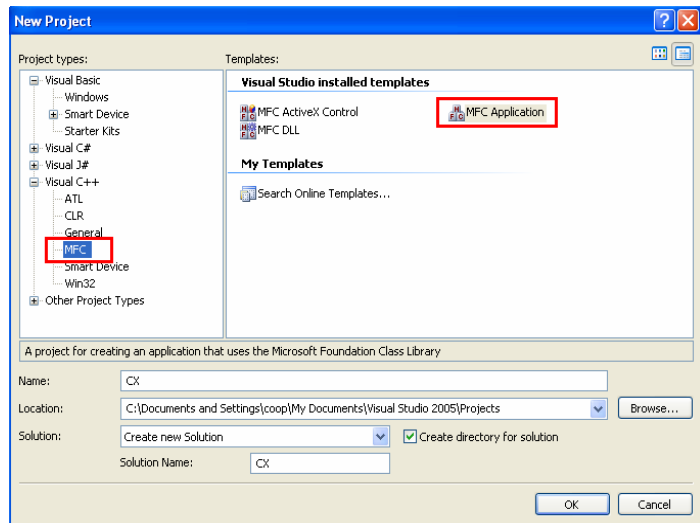 New Project
Project types:
Templates:
Visual Basic
Windows
Smart Device
Starter Kits
Visual C#
Visual J#
Visual C++
ATL
CLR
General
MFC
Smart Device
Win32
Other Project Types
Visual Studio installed templates
MFC ActiveX Control
MFC Application
MFC DLL
My Templates
Search Online Templates...
A project for creating an application that uses the Microsoft Foundation Class Library
Name:
CX
Location:
C:\Documents and Settings\coop\My Documents\Visual Studio 2005\Projects
Browse...
Solution:
Create new Solution
Create directory for solution
Solution Name:
CX
OK
Cancel